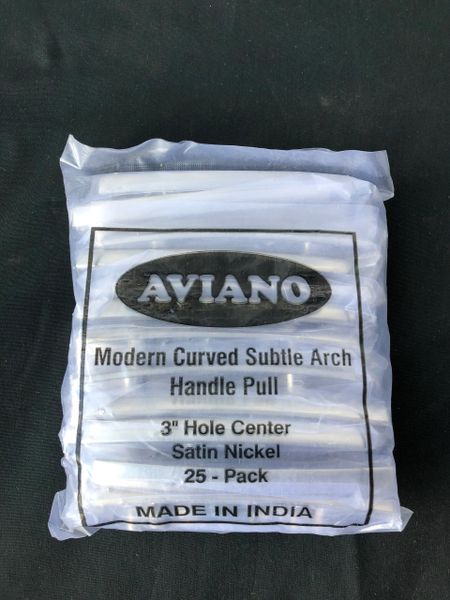 AVIANO
Modern Curved Subtle Arch
Handle Pull
3" Hole Center
Satin Nickel
25 - Pack
MADE IN INDIA